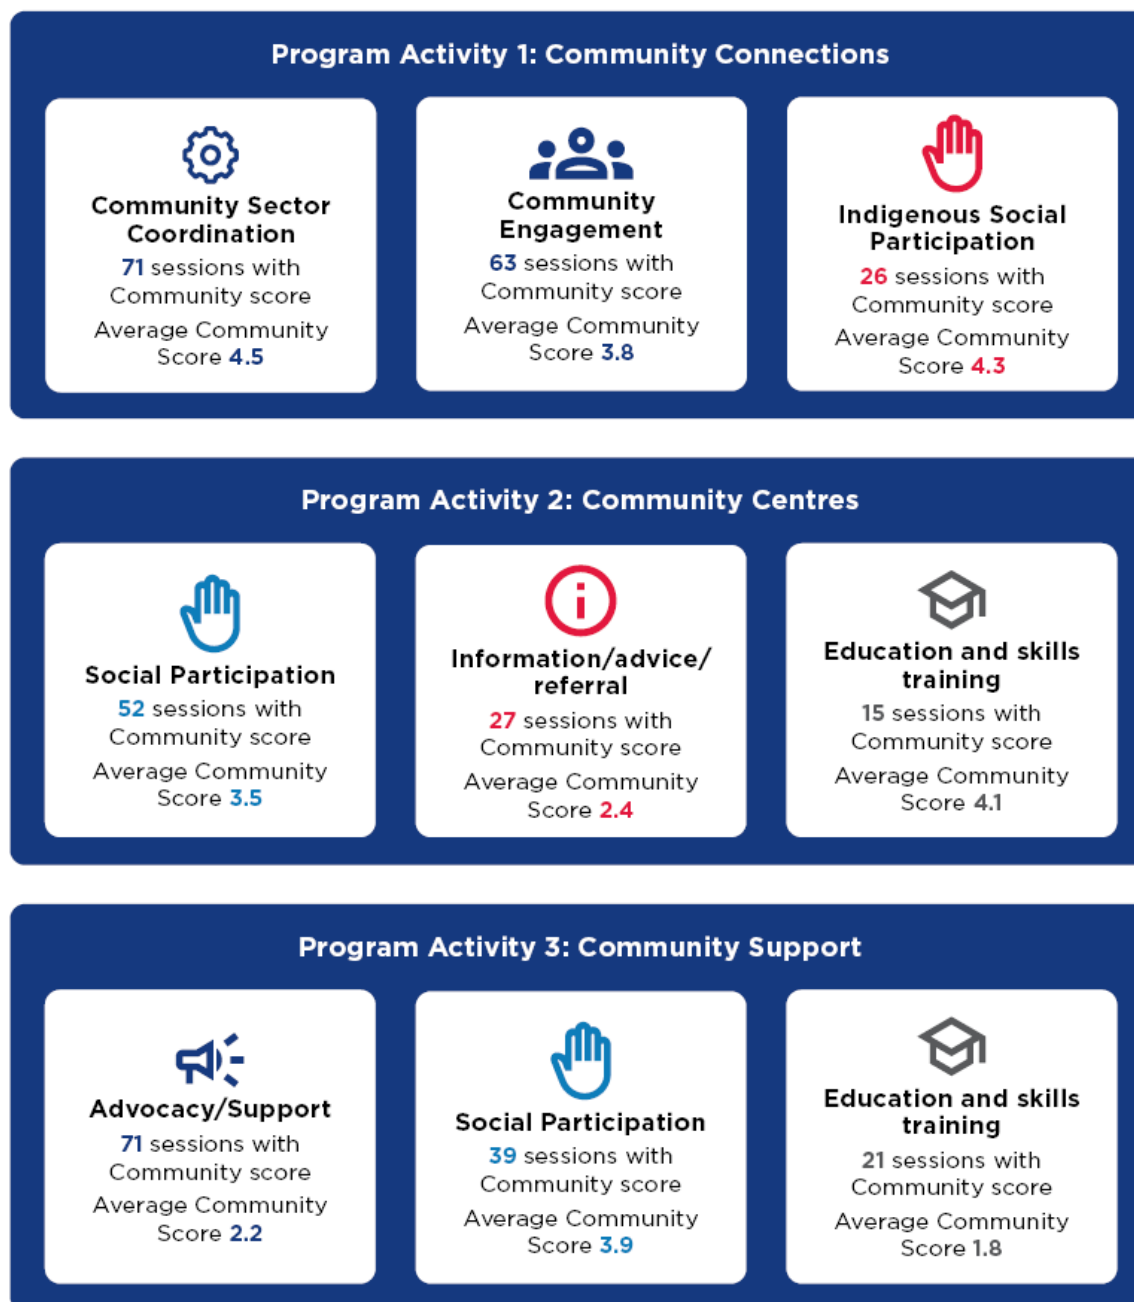 Program Activity 1: Community Connections
Community Sector
Coordination
71 sessions with
Community score
Average Community
Score 4.5
Community
Engagement
63 sessions with
Community score
Average Community
Score 3.8
Indigenous Social
Participation
26 sessions with
Community score
Average Community
Score 4.3
Program Activity 2: Community Centres
Social Participation
52 sessions with
Community score
Average Community
Score 3.5
Information/advice/
referral
27 sessions with
Community score
Average Community
Score 2.4
Education and skills
training
15 sessions with
Community score
Average Community
Score 4.1
Program Activity 3: Community Support
Advocacy/Support
71 sessions with
Community score
Average Community
Score 2.2
Social Participation
39 sessions with
Community score
Average Community
Score 3.9
Education and skills
training
21 sessions with
Community score
Average Community
Score 1.8